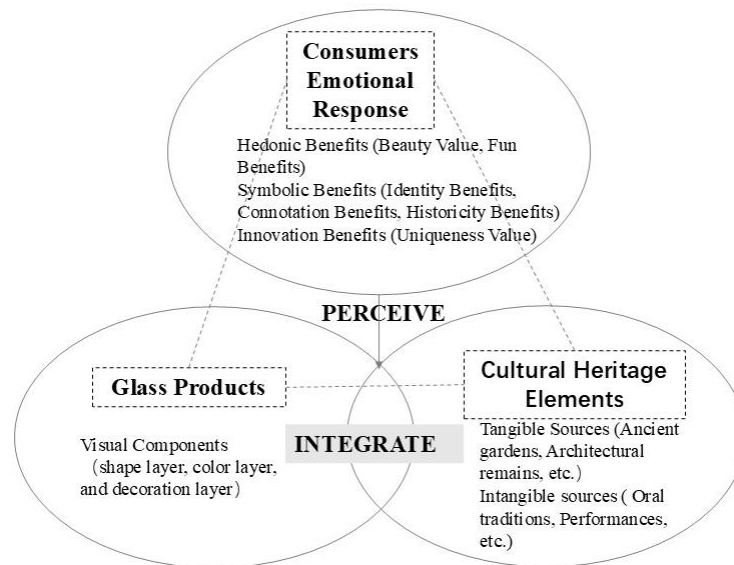 Consumers
Emotional
Response
Hedonic Benefits (Beauty Value, Fun
Benefits)
Symbolic Benefits (Identity Benefits,
Connotation Benefits, Historicity Benefits)
Innovation Benefits (Uniqueness Value)
PERCEIVE
Glass Products
Visual Components
（shape layer, color layer,
and decoration layer）
INTEGRATE
Cultural Heritage
Elements
Tangible Sources (Ancient
gardens, Architectural
remains, etc.）
Intangible sources ( Oral
traditions, Performances,
etc.)